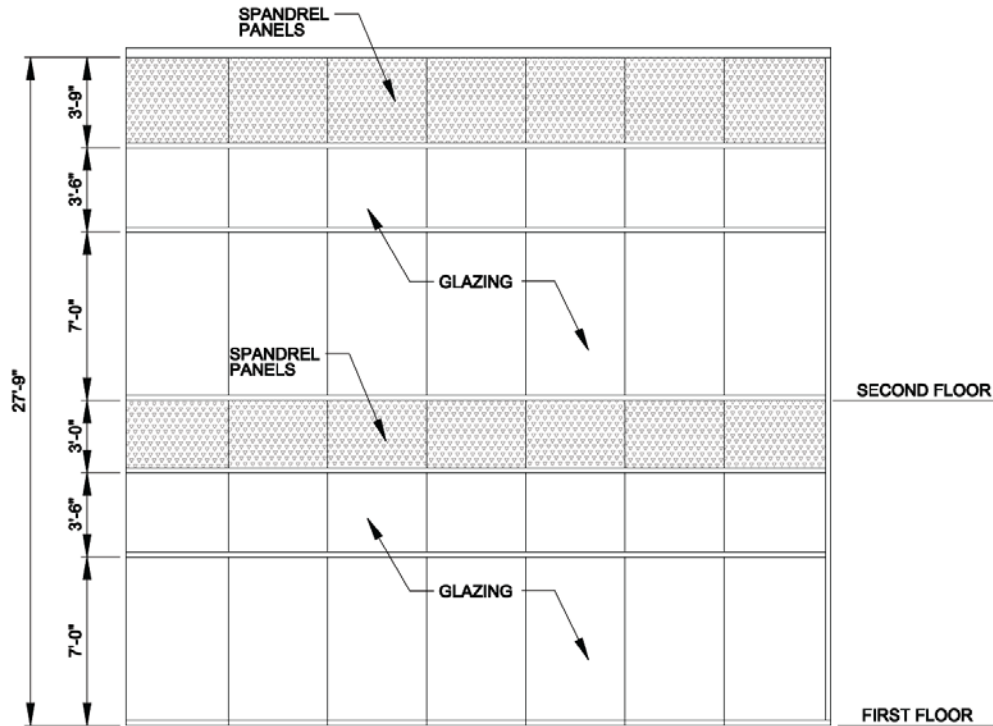 SPANDREL
PANELS
3'-9"
3'-6"
GLAZING
7'-0"
SPANDREL
PANELS
27'-9"
SECOND FLOOR
3'-0"
3'-6"
GLAZING
7'-0"
FIRST FLOOR